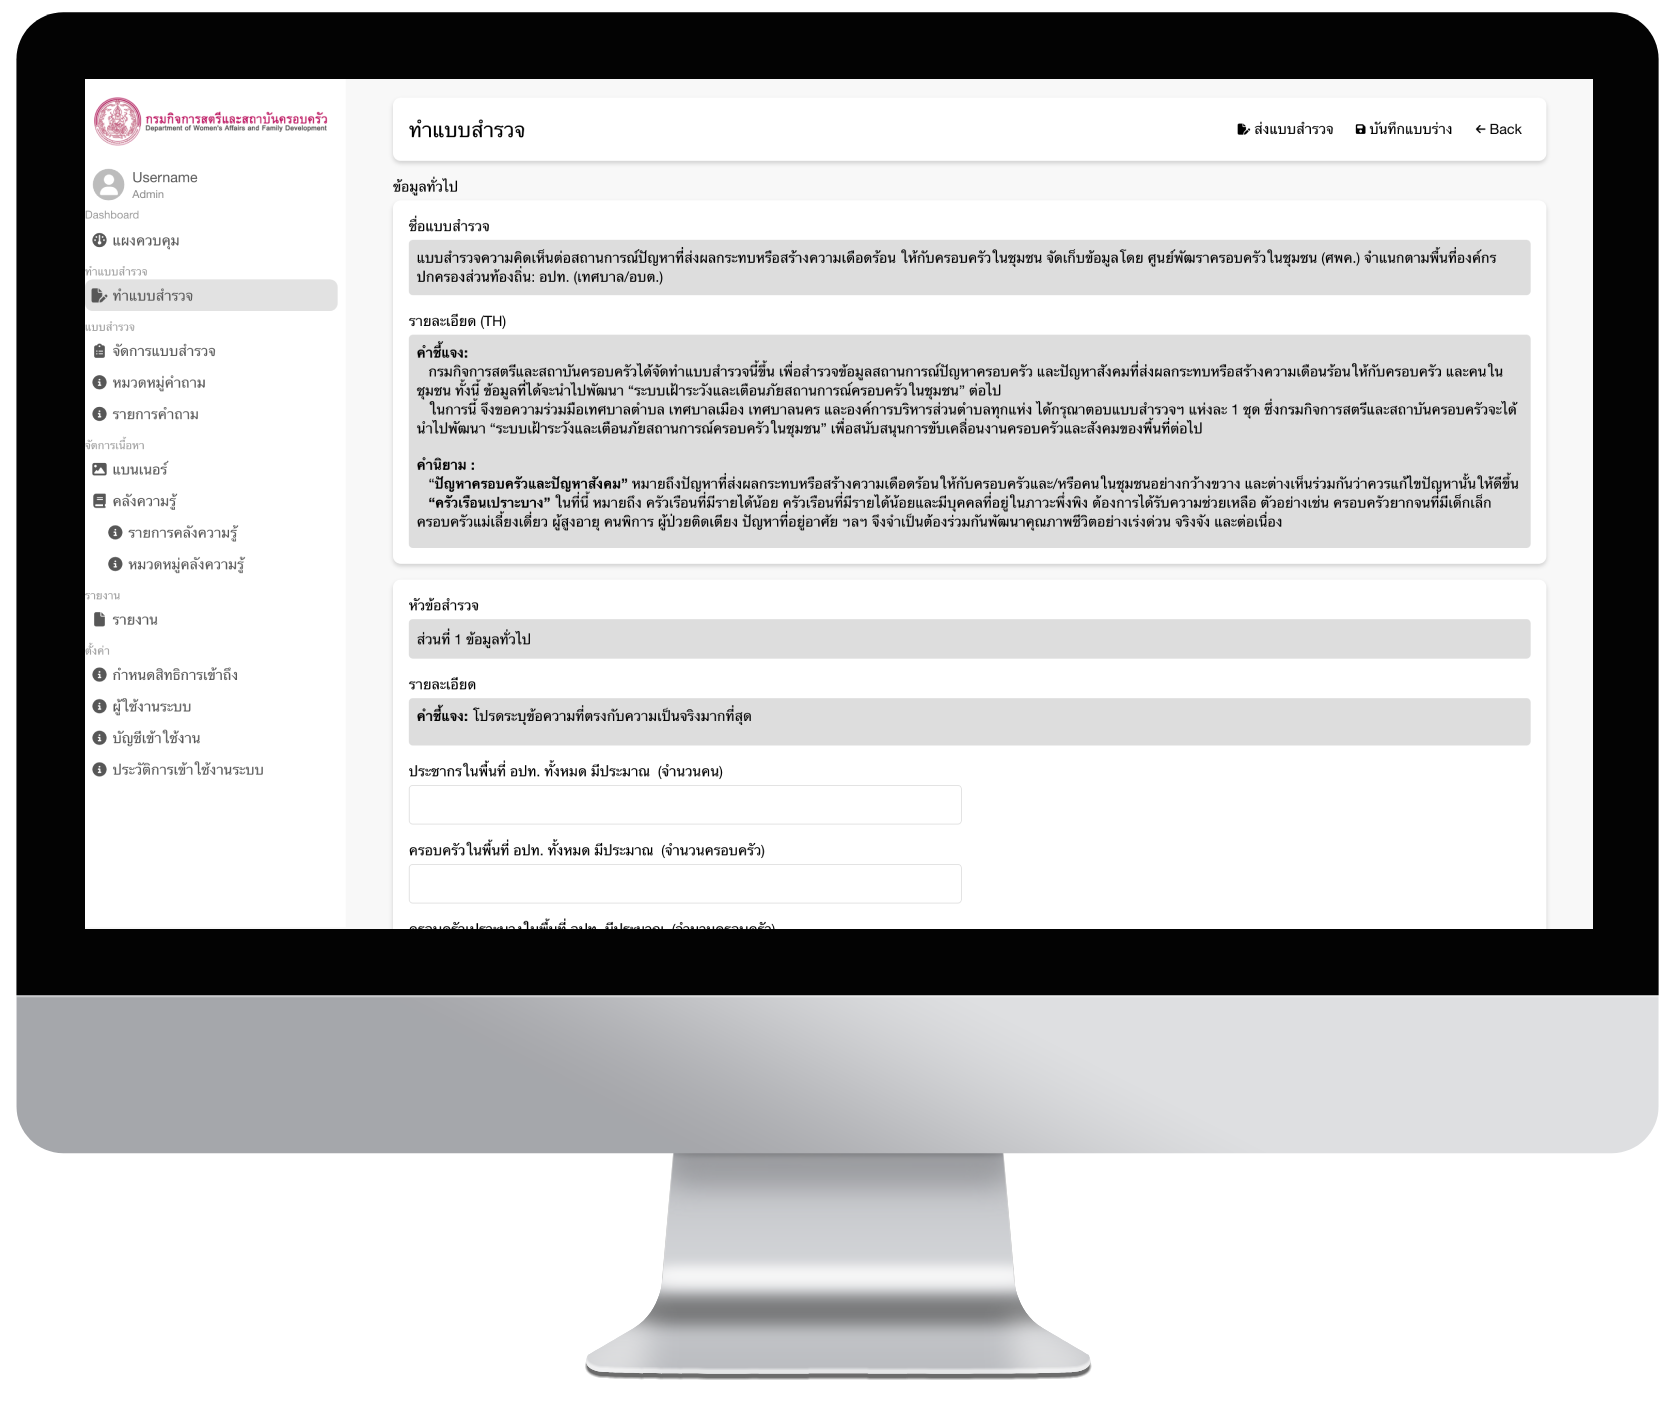 กรมกิจการสตรีและสถาบันครอบครัว
Department of Women's Affairs and Family Development
Username
Admin
Dashboard
แผงควบคุม
ทำแบบสำรวจ
ทำแบบสำรวจ
แบบสำรวจ
จัดการแบบสำรวจ
หมวดหมู่คำถาม
รายการคำถาม
จัดการเนื้อหา
แบนเนอร์
คลังความรู้
รายการคลังความรู้
หมวดหมู่คลังความรู้
รายงาน
รายงาน
ตั้งค่า
กำหนดสิทธิการเข้าถึง
ผู้ใช้งานระบบ
บัญชีเข้าใช้งาน
ประวัติการเข้าใช้งานระบบ
ทำแบบสำรวจ
ส่งแบบสำรวจ บันทึกแบบร่าง ← Back
ข้อมูลทั่วไป
ชื่อแบบสำรวจ
แบบสำรวจความคิดเห็นต่อสถานการณ์ปัญหาที่ส่งผลกระทบหรือสร้างความเดือดร้อน ให้กับครอบครัวในชุมชน จัดเก็บข้อมูลโดย ศูนย์พัฒราครอบครัวในชุมชน (ศพค.) จำแนกตามพื้นที่องค์กร
ปกครองส่วนท้องถิ่น: อปท. (เทศบาล/อบต.)
รายละเอียด (TH)
คำชี้แจง:
กรมกิจการสตรีและสถาบันครอบครัวได้จัดทำแบบสำรวจนี้ขึ้น เพื่อสำรวจข้อมูลสถานการณ์ปัญหาครอบครัว และปัญหาสังคมที่ส่งผลกระทบหรือสร้างความเดือนร้อนให้กับครอบครัว และคนใน
ชุมชน ทั้งนี้ ข้อมูลที่ได้จะนำไปพัฒนา “ระบบเฝ้าระวังและเตือนภัยสถานการณ์ครอบครัวในชุมชน” ต่อไป
ในการนี้ จึงขอความร่วมมือเทศบาลตำบล เทศบาลเมือง เทศบาลนคร และองค์การบริหารส่วนตำบลทุกแห่ง ได้กรุณาตอบแบบสำรวจฯ แห่งละ 1 ชุด ซึ่งกรมกิจการสตรีและสถาบันครอบครัวจะได้
นำไปพัฒนา “ระบบเฝ้าระวังและเตือนภัยสถานการณ์ครอบครัวในชุมชน” เพื่อสนับสนุนการขับเคลื่อนงานครอบครัวและสังคมของพื้นที่ต่อไป
คำนิยาม :
“ปัญหาครอบครัวและปัญหาสังคม” หมายถึงปัญหาที่ส่งผลกระทบหรือสร้างความเดือดร้อนให้กับครอบครัวและ/หรือคนในชุมชนอย่างกว้างขวาง และต่างเห็นร่วมกันว่าควรแก้ไขปัญหานั้นให้ดีขึ้น
“ครัวเรือนเปราะบาง” ในที่นี้ หมายถึง ครัวเรือนที่มีรายได้น้อย ครัวเรือนที่มีรายได้น้อยและมีบุคคลที่อยู่ในภาวะพึ่งพิง ต้องการได้รับความช่วยเหลือ ตัวอย่างเช่น ครอบครัวยากจนที่มีเด็กเล็ก
ครอบครัวแม่เลี้ยงเดี่ยว ผู้สูงอายุ คนพิการ ผู้ป่วยติดเตียง ปัญหาที่อยู่อาศัย ฯลฯ จึงจำเป็นต้องร่วมกันพัฒนาคุณภาพชีวิตอย่างเร่งด่วน จริงจัง และต่อเนื่อง
หัวข้อสำรวจ
ส่วนที่ 1 ข้อมูลทั่วไป
รายละเอียด
คำชี้แจง: โปรดระบุข้อความที่ตรงกับความเป็นจริงมากที่สุด
ประชากรในพื้นที่ อปท. ทั้งหมด มีประมาณ (จำนวนคน)
ครอบครัวในพื้นที่ อปท. ทั้งหมด มีประมาณ (จำนวนครอบครัว)
ครอบครัวเปราะบางในพื้นที่ อปท. มีประมาณ (จำนวนครอบครัว)